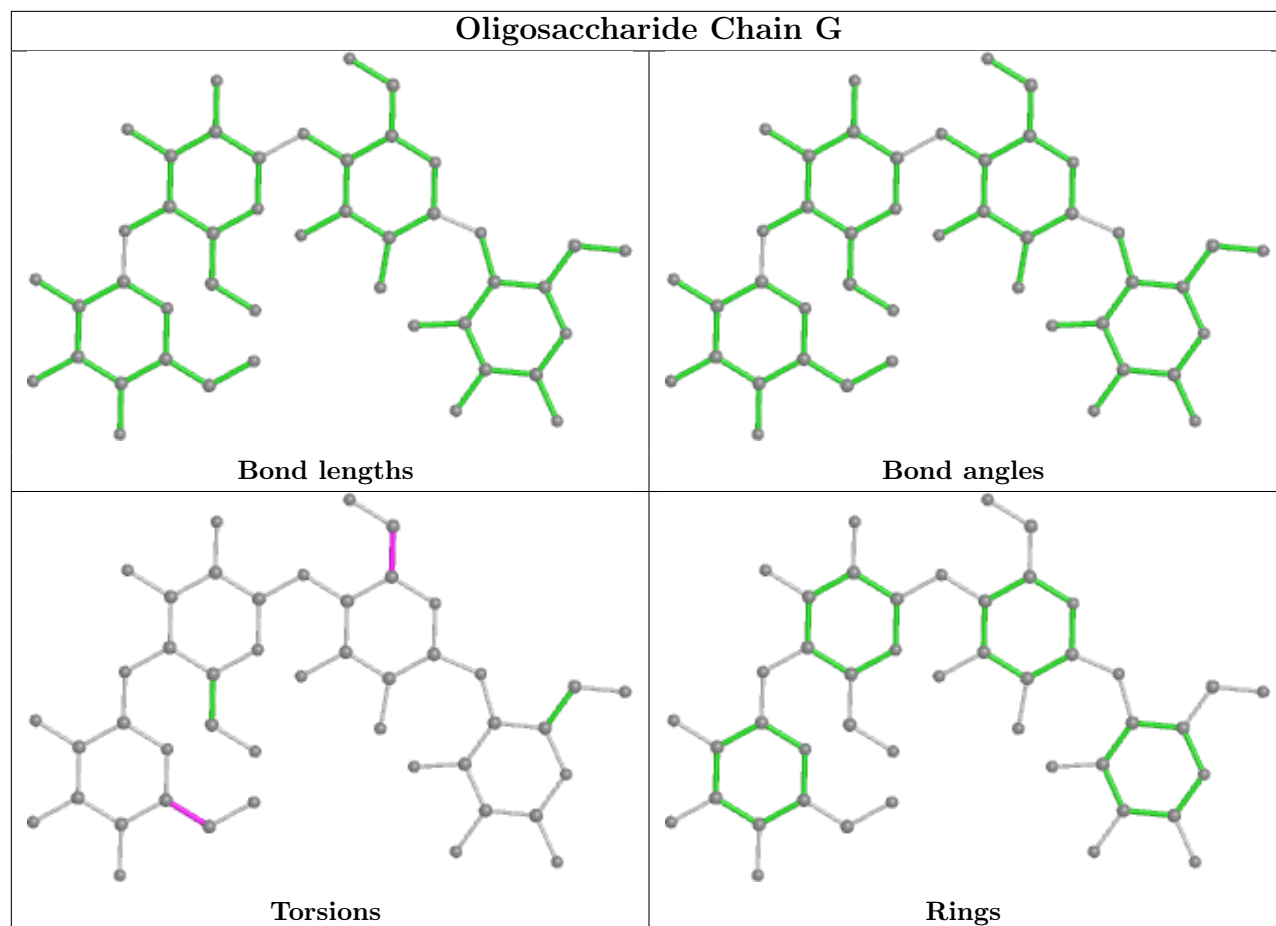 Oligosaccharide Chain G
Bond lengths
Bond angles
Torsions
Rings